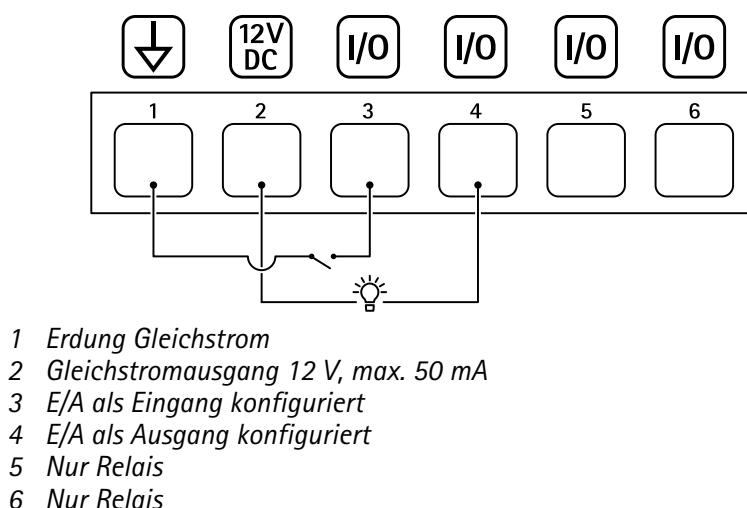 12V
DC
I/O
I/O
I/O
I/O
1
2
3
4
5
6
1 Erdung Gleichstrom
2 Gleichstromausgang 12 V, max. 50 mA
3 E/A als Eingang konfiguriert
4 E/A als Ausgang konfiguriert
5 Nur Relais
6 Nur Relais